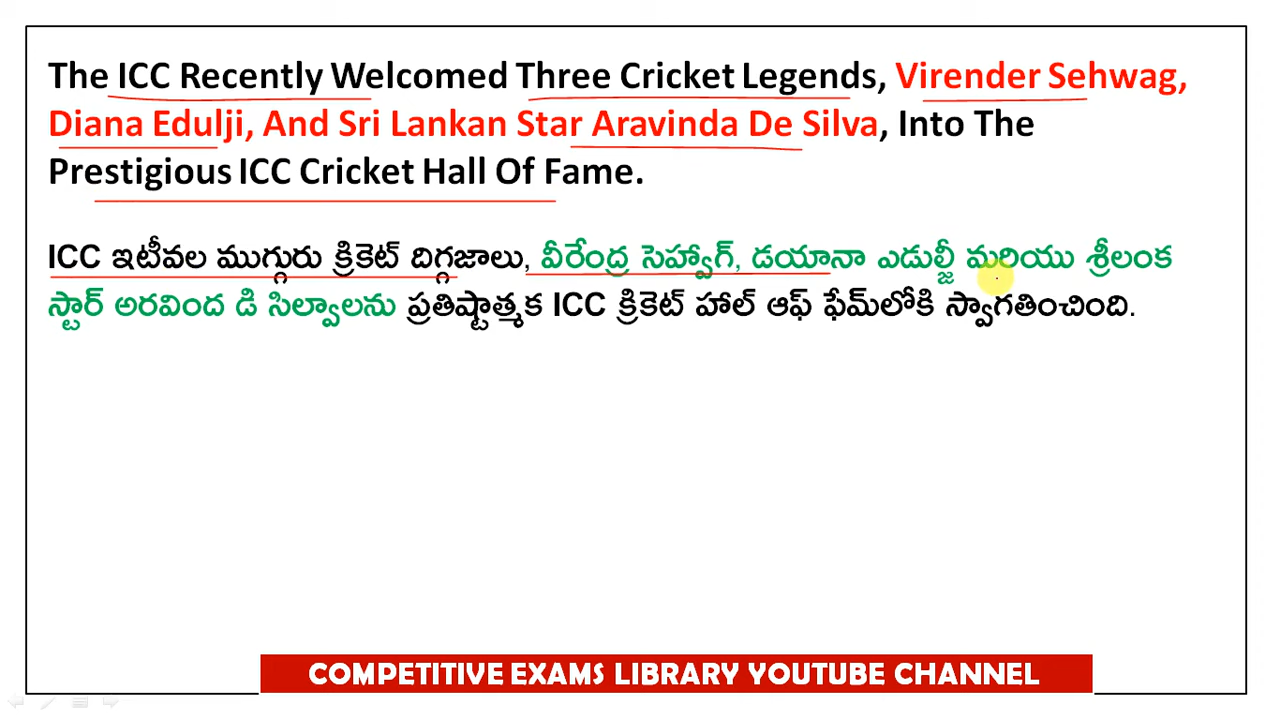 The ICC Recently Welcomed Three Cricket Legends, Virender Sehwag,
Diana Edulji, And Sri Lankan Star Aravinda De Silva, Into The
Prestigious ICC Cricket Hall Of Fame.
ICC ఇటీవల ముగ్గురు క్రికెట్ దిగ్గజాలు, వీరేంద్ర సెహ్వాగ్, డయానా ఎడుల్జీ మరియు శ్రీలంక
స్టార్ అరవింద డి సిల్వాలను ప్రతిష్టాత్మక ICC క్రికెట్ హాల్ ఆఫ్ ఫేమ్‌లోకి స్వాగతించింది.
COMPETITIVE EXAMS LIBRARY YOUTUBE CHANNEL